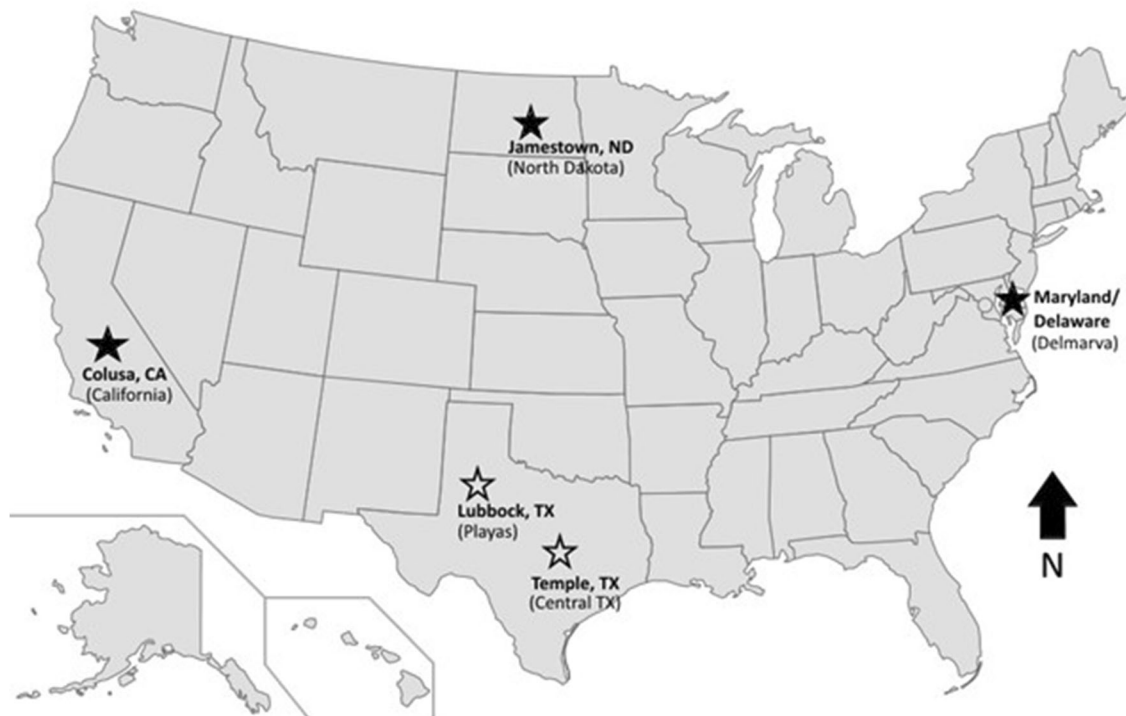 Jamestown, ND
(North Dakota)
Maryland/
Delaware
(Delmarva)
Colusa, CA
(California)
Lubbock, TX
(Playas)
Temple, TX
(Central TX)
N